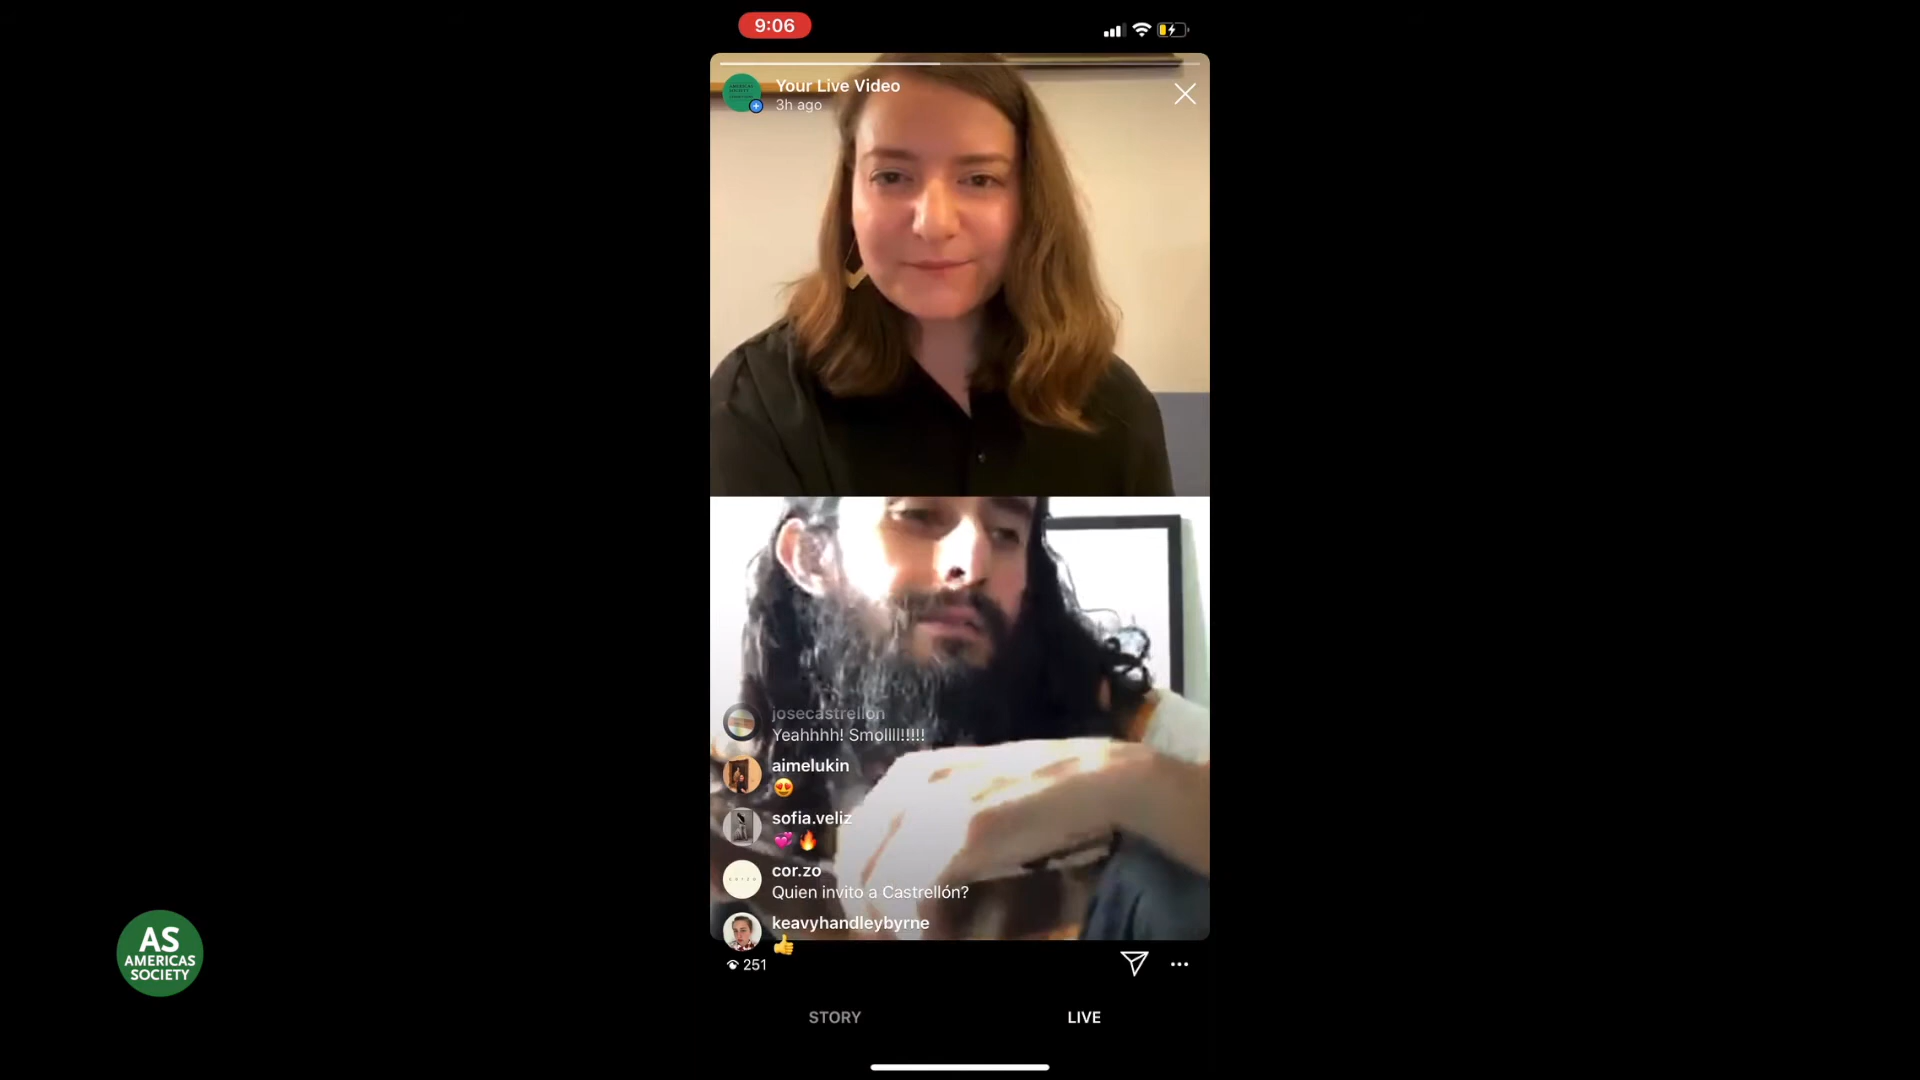 9:06
Your Live Video
3h ago
josecastrellon
Yeahhhh! Smollll!!!!!
aimelukin
😍
sofia.veliz
💞 🔥
cor.zo
Quien invito a Castrellón?
keavyhandleybyrne
👍
251
STORY
LIVE
AS
AMERICAS
SOCIETY